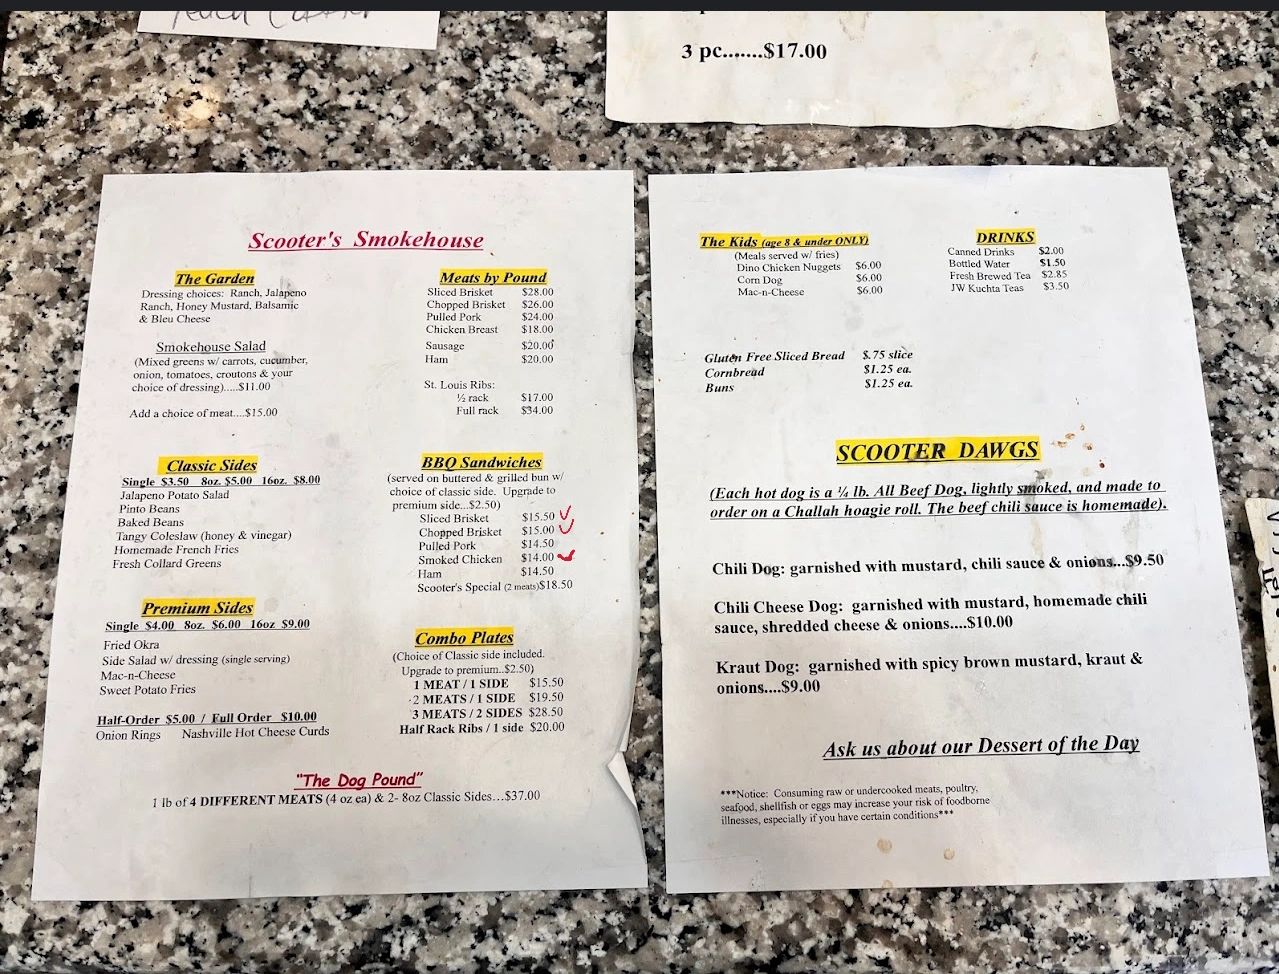 3 pc.......$17.00
Scooter's Smokehouse
The Garden
Dressing choices: Ranch, Jalapeno
Ranch, Honey Mustard, Balsamic
& Bleu Cheese
Smokehouse Salad
(Mixed greens w/ carrots, cucumber,
onion, tomatoes, croutons & your
choice of dressing).....$11.00
Add a choice of meat....$15.00
Classic Sides
Single $3.50 8oz. $5.00 16oz. $8.00
Jalapeno Potato Salad
Pinto Beans
Baked Beans
Tangy Coleslaw (honey & vinegar)
Homemade French Fries
Fresh Collard Greens
Premium Sides
Single $4.00 8oz. $6.00 16oz $9.00
Fried Okra
Side Salad w/ dressing (single serving)
Mac-n-Cheese
Sweet Potato Fries
Half-Order $5.00 / Full Order $10.00
Onion Rings Nashville Hot Cheese Curds
Meats by Pound
Sliced Brisket $28.00
Chopped Brisket $26.00
Pulled Pork $24.00
Chicken Breast $18.00
Sausage $20.00
Ham $20.00
St. Louis Ribs:
½ rack $17.00
Full rack $34.00
BBQ Sandwiches
(served on buttered & grilled bun w/
choice of classic side. Upgrade to
premium side...$2.50)
Sliced Brisket $15.50
Chopped Brisket $15.00
Pulled Pork $14.50
Smoked Chicken $14.00
Ham $14.50
Scooter's Special (2 meats)$18.50
Combo Plates
(Choice of Classic side included.
Upgrade to premium..$2.50)
1 MEAT / 1 SIDE $15.50
2 MEATS / 1 SIDE $19.50
3 MEATS / 2 SIDES $28.50
Half Rack Ribs / 1 side $20.00
"The Dog Pound"
1 lb of 4 DIFFERENT MEATS (4 oz ea) & 2- 8oz Classic Sides...$37.00
The Kids (age 8 & under ONLY)
(Meals served w/ fries)
Dino Chicken Nuggets $6.00
Corn Dog $6.00
Mac-n-Cheese $6.00
DRINKS
Canned Drinks $2.00
Bottled Water $1.50
Fresh Brewed Tea $2.85
JW Kuchta Teas $3.50
Gluten Free Sliced Bread $.75 slice
Cornbread $1.25 ea.
Buns $1.25 ea.
SCOOTER DAWGS
(Each hot dog is a ¼ lb. All Beef Dog, lightly smoked, and made to
order on a Challah hoagie roll. The beef chili sauce is homemade).
Chili Dog: garnished with mustard, chili sauce & onions...$9.50
Chili Cheese Dog: garnished with mustard, homemade chili
sauce, shredded cheese & onions....$10.00
Kraut Dog: garnished with spicy brown mustard, kraut &
onions....$9.00
Ask us about our Dessert of the Day
***Notice: Consuming raw or undercooked meats, poultry,
seafood, shellfish or eggs may increase your risk of foodborne
illnesses, especially if you have certain conditions***